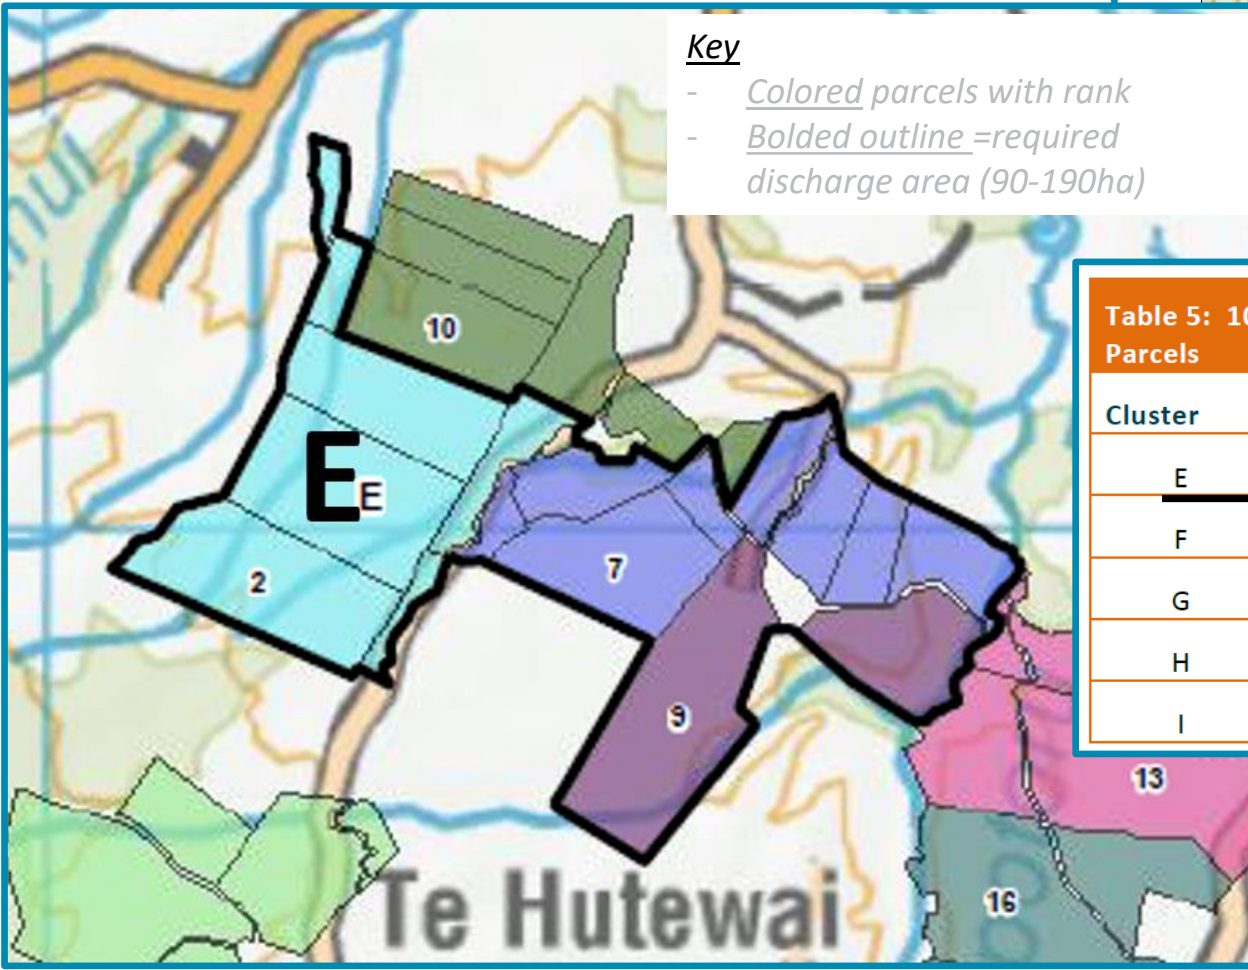 Key
- Colored parcels with rank
- Bolded outline =required
discharge area (90-190ha)
10
Table 5: 10
Parcels
Cluster
E
E
E
F
7
2
G
H
9
I
13
16
Te Hutewai